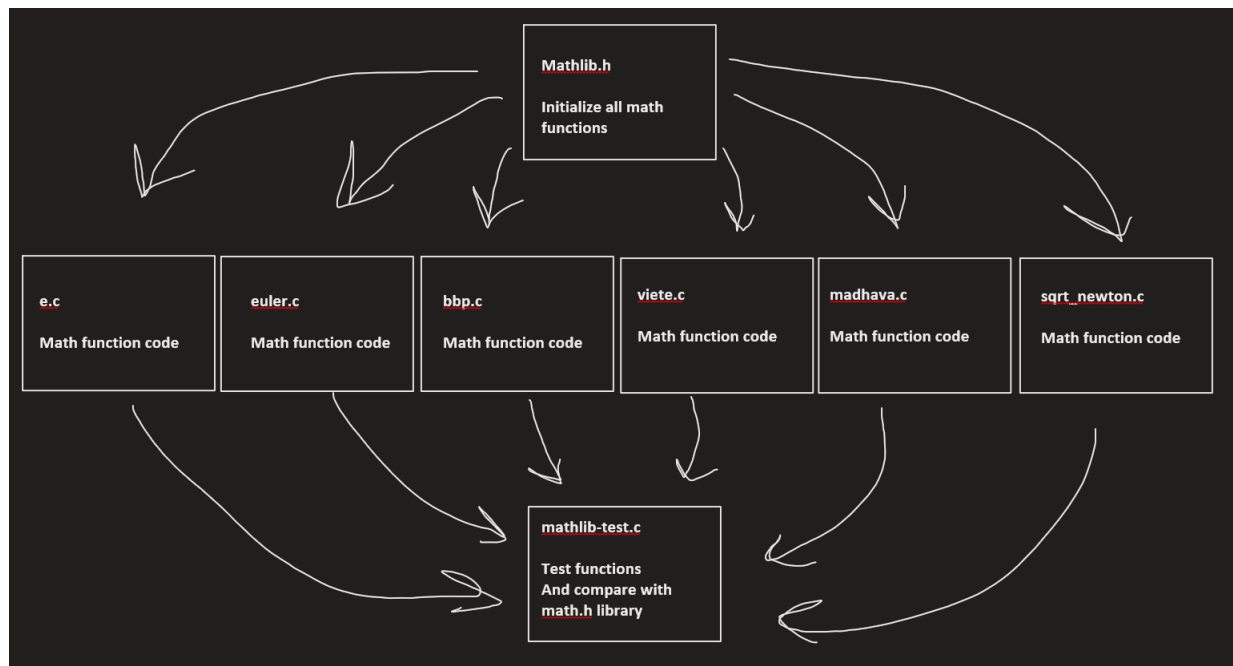 Mathlib.h
Initialize all math
functions
e.c
Math function code
euler.c
Math function code
bbp.c
Math function code
viete.c
Math function code
madhava.c
Math function code
sqrt_newton.c
Math function code
mathlib-test.c
Test functions
And compare with
math.h library